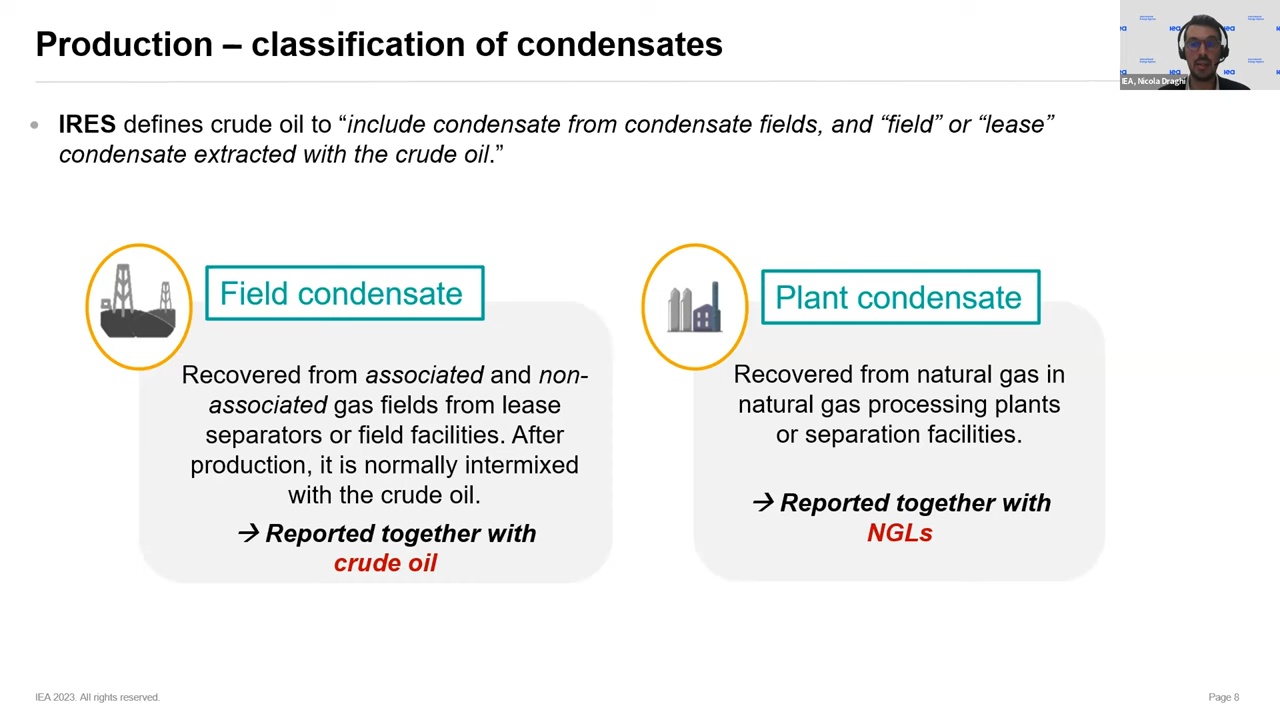 Production – classification of condensates
IEA, Nicola Draghi
• IRES defines crude oil to “include condensate from condensate fields, and “field” or “lease”
condensate extracted with the crude oil.”
Field condensate
Recovered from associated and non-
associated gas fields from lease
separators or field facilities. After
production, it is normally intermixed
with the crude oil.
→ Reported together with
crude oil
Plant condensate
Recovered from natural gas in
natural gas processing plants
or separation facilities.
→ Reported together with
NGLs
IEA 2023. All rights reserved.
Page 8